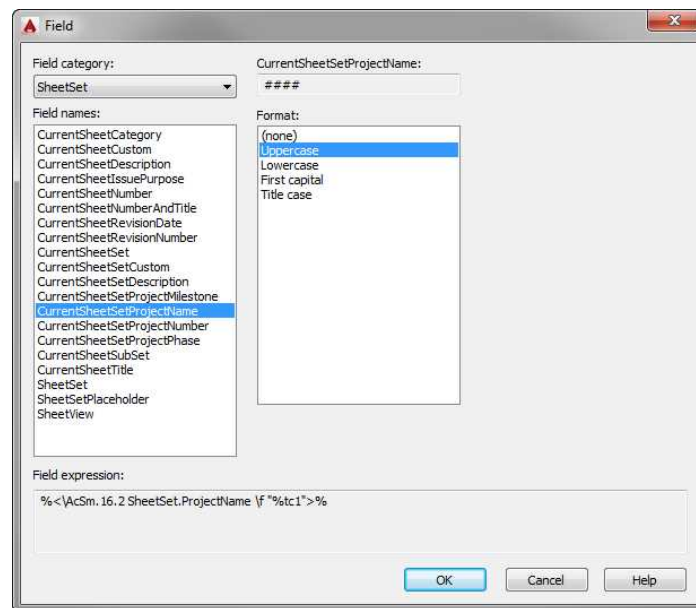 Field
Field category:
SheetSet
Field names:
CurrentSheetCategory
CurrentSheetCustom
CurrentSheetDescription
CurrentSheetIssuePurpose
CurrentSheetNumber
CurrentSheetNumberAndTitle
CurrentSheetRevisionDate
CurrentSheetRevisionNumber
CurrentSheetSet
CurrentSheetSetCustom
CurrentSheetSetDescription
CurrentSheetSetProjectMilestone
CurrentSheetSetProjectName
CurrentSheetSetProjectNumber
CurrentSheetSetProjectPhase
CurrentSheetSubSet
CurrentSheetTitle
SheetSet
SheetSetPlaceholder
SheetView
CurrentSheetSetProjectName:
####
Format:
(none)
Uppercase
Lowercase
First capital
Title case
Field expression:
%<\AcSm.16.2 SheetSet.ProjectName \f "%tc1">%
OK
Cancel
Help